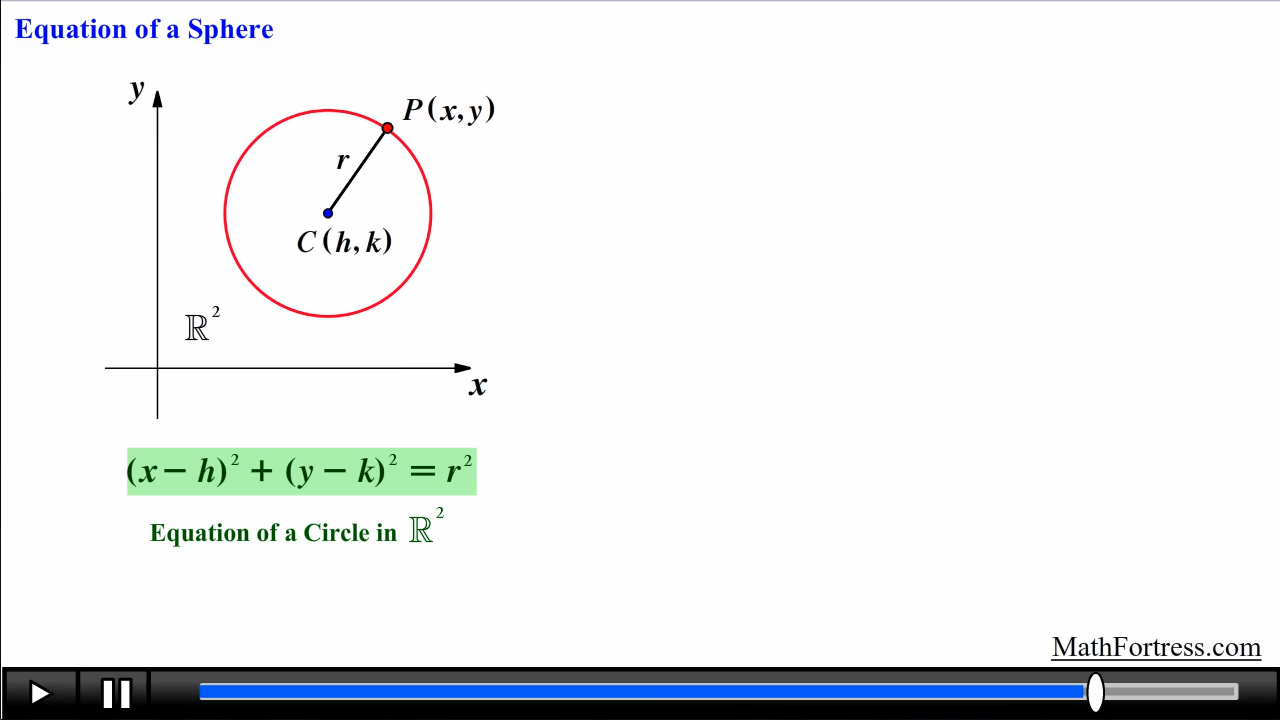 Equation of a Sphere
y
P(x, y)
r
C(h, k)
ℝ²
x
(x − h)² + (y − k)² = r²
Equation of a Circle in ℝ²
MathFortress.com